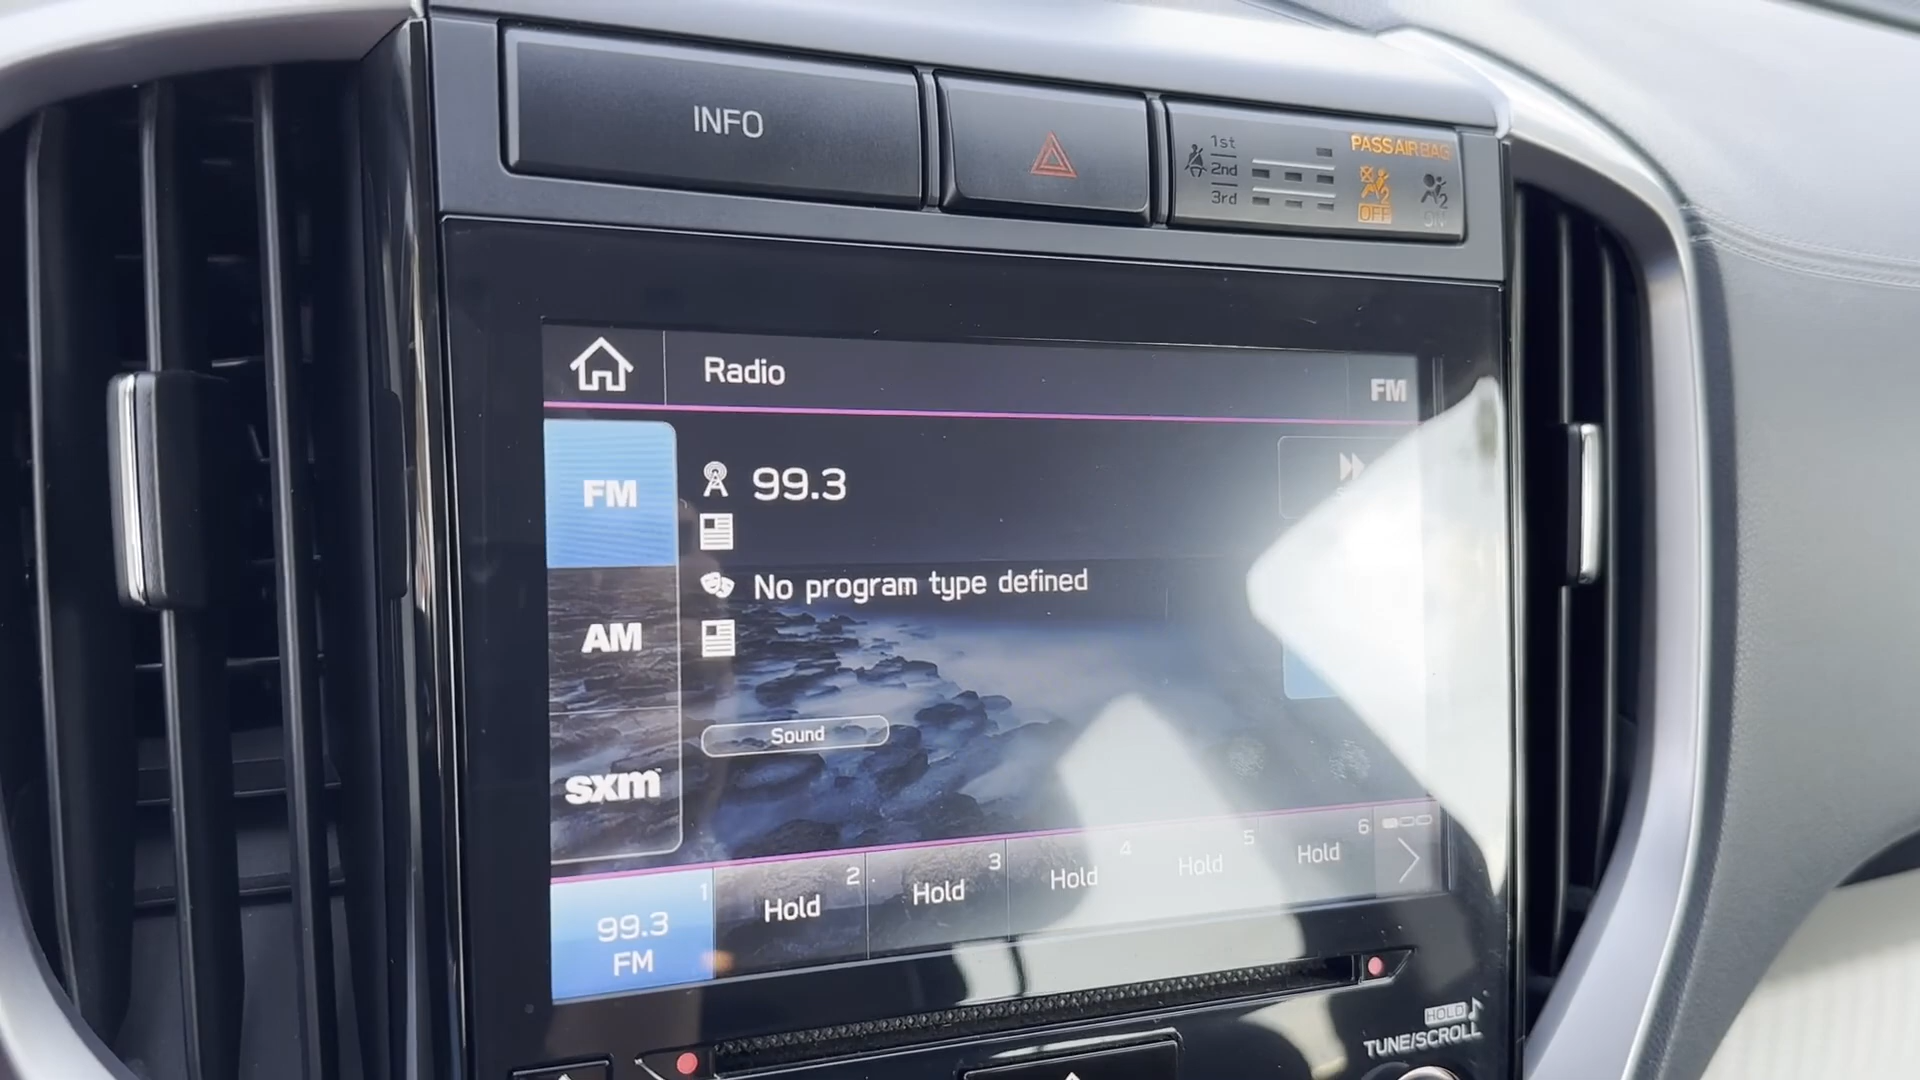 INFO
1st
2nd
3rd
PASS AIR BAG
OFF
ON
Radio
FM
FM
99.3
No program type defined
AM
Sound
sxm
1
99.3
FM
2
Hold
3
Hold
4
Hold
5
Hold
6
Hold
HOLD
TUNE/SCROLL